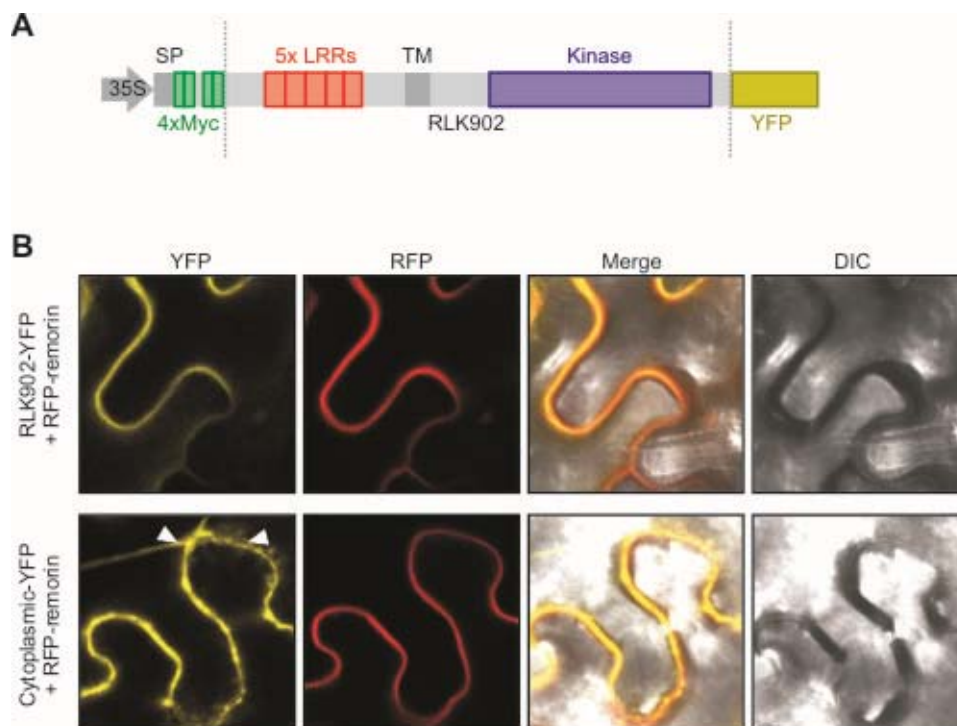 A
SP
5x LRRs
TM
Kinase
35S
4xMyc
RLK902
YFP
B
YFP
RFP
Merge
DIC
RLK902-YFP
+ RFP-remorin
Cytoplasmic-YFP
+ RFP-remorin